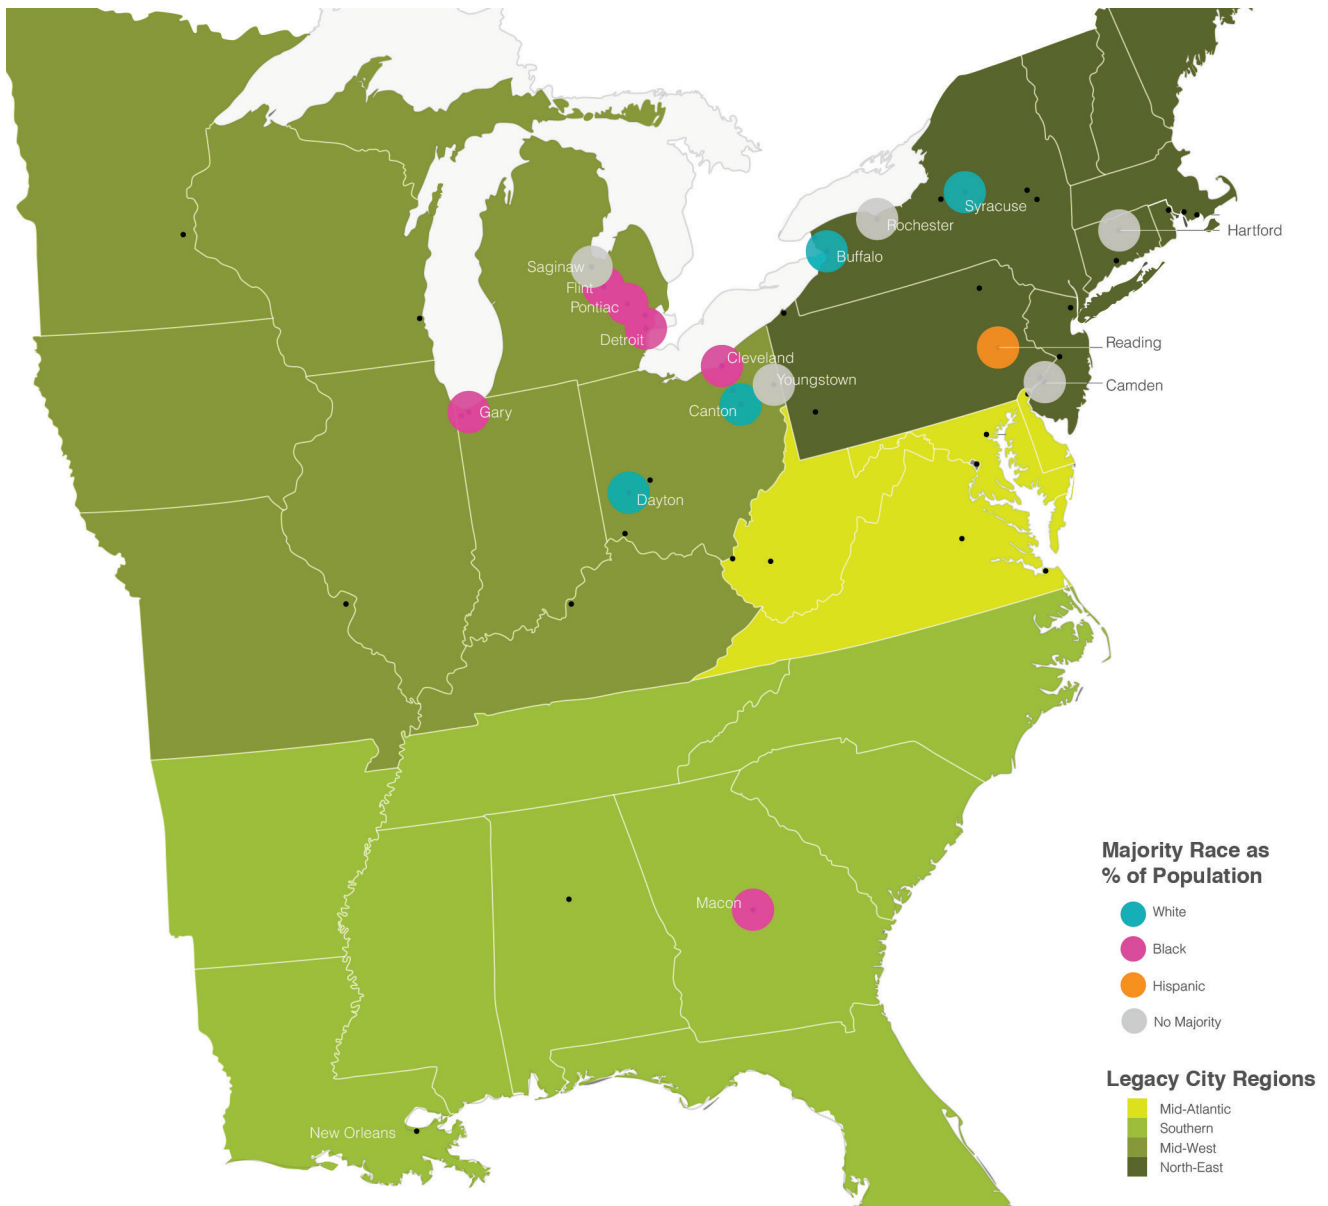 Syracuse
Rochester
Hartford
Buffalo
Saginaw
Flint
Pontiac
Detroit
Reading
Cleveland
Youngstown
Camden
Canton
Gary
Dayton
Macon
New Orleans
Majority Race as
% of Population
White
Black
Hispanic
No Majority
Legacy City Regions
Mid-Atlantic
Southern
Mid-West
North-East